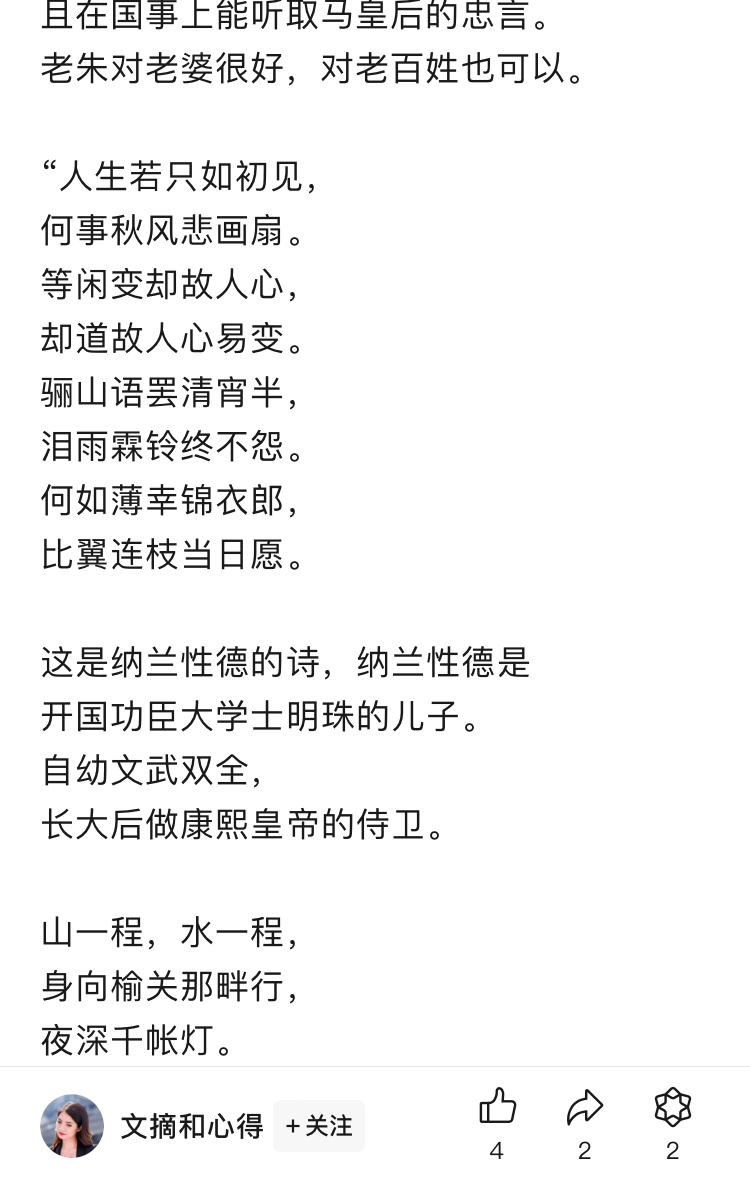 且在国事上能听取马皇后的忠言。
老朱对老婆很好，对老百姓也可以。
“人生若只如初见，
何事秋风悲画扇。
等闲变却故人心，
却道故人心易变。
骊山语罢清宵半，
泪雨霖铃终不怨。
何如薄幸锦衣郎，
比翼连枝当日愿。
这是纳兰性德的诗，纳兰性德是
开国功臣大学士明珠的儿子。
自幼文武双全，
长大后做康熙皇帝的侍卫。
山一程，水一程，
身向榆关那畔行，
夜深千帐灯。
文摘和心得 +关注
4 2 2